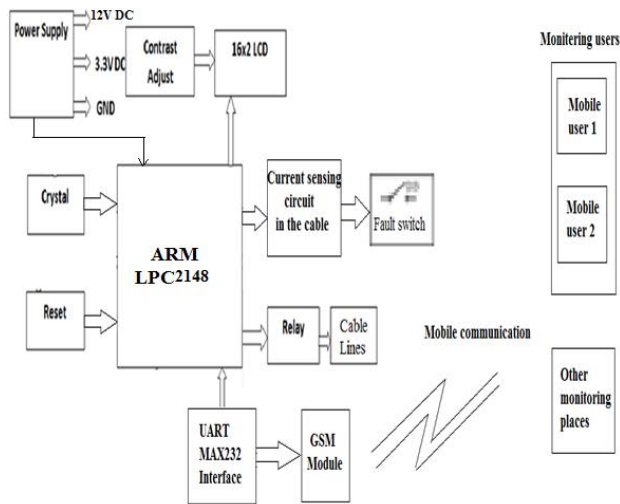 Power Supply
12V DC
3.3V DC
GND
Contrast
Adjust
16x2 LCD
Monitering users
Mobile
user 1
Mobile
user 2
Crystal
ARM
LPC2148
Current sensing
circuit
in the cable
Fault switch
Reset
Relay
Cable
Lines
Mobile communication
Other
monitoring
places
UART
MAX232
Interface
GSM
Module